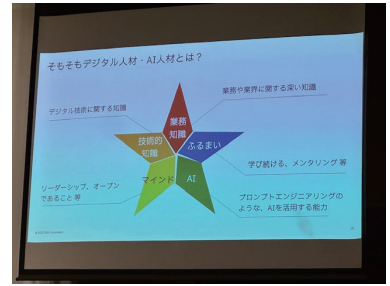 そもそもデジタル人材・AI人材とは？
業務や業界に関する深い知識
デジタル技術に関する知識
業務
知識
技術的
知識
ふるまい
学び続ける、メンタリング 等
マインド
AI
リーダーシップ、オープン
であること 等
プロンプトエンジニアリングの
ような、AIを活用する能力